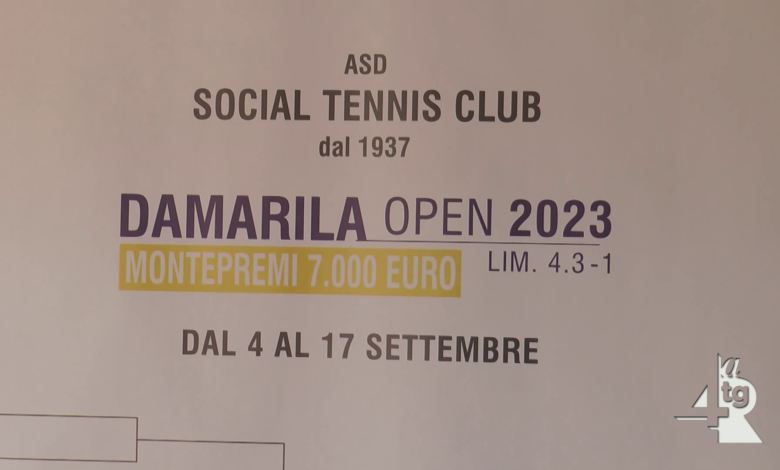 ASD
SOCIAL TENNIS CLUB
dal 1937
DAMARILA OPEN 2023
MONTEPREMI 7.000 EURO LIM. 4.3-1
DAL 4 AL 17 SETTEMBRE
4a
tg
R